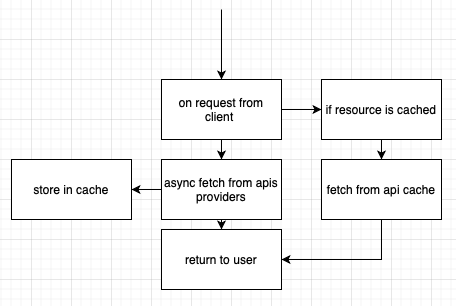 on request from
client
if resource is cached
store in cache
async fetch from apis
providers
fetch from api cache
return to user